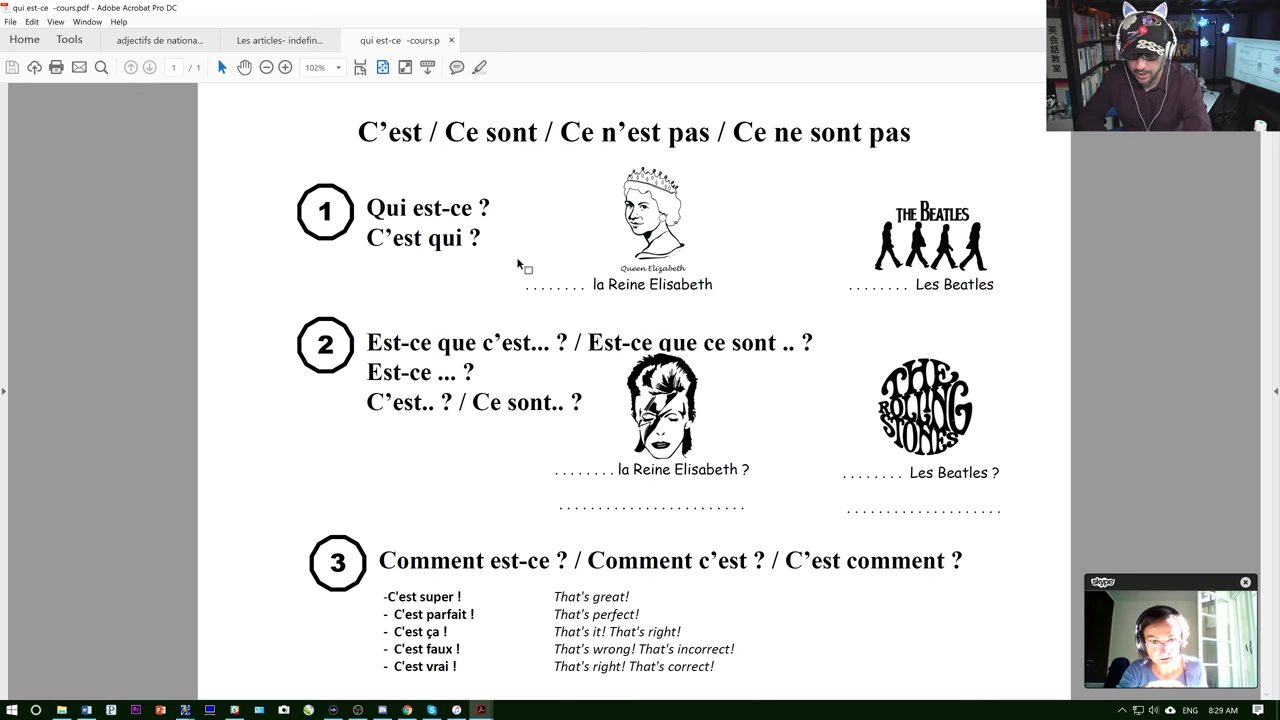 qui est-ce -cours.pdf - Adobe Acrobat Pro DC
File Edit View Window Help
Home Tools adjectifs de nationa... Les articles- indefin... qui est-ce -cours.p
1 / 1 102%
C'est / Ce sont / Ce n'est pas / Ce ne sont pas
1 Qui est-ce ?
C'est qui ?
Queen Elizabeth
........ la Reine Elisabeth
THE BEATLES
........ Les Beatles
2 Est-ce que c'est... ? / Est-ce que ce sont .. ?
Est-ce ... ?
C'est.. ? / Ce sont.. ?
THE
ROLLING
STONES
........ la Reine Elisabeth ?
........ Les Beatles ?
3 Comment est-ce ? / Comment c'est ? / C'est comment ?
-C'est super ! That's great!
- C'est parfait ! That's perfect!
- C'est ça ! That's it! That's right!
- C'est faux ! That's wrong! That's incorrect!
- C'est vrai ! That's right! That's correct!
英会話教室
skype
ENG 8:29 AM